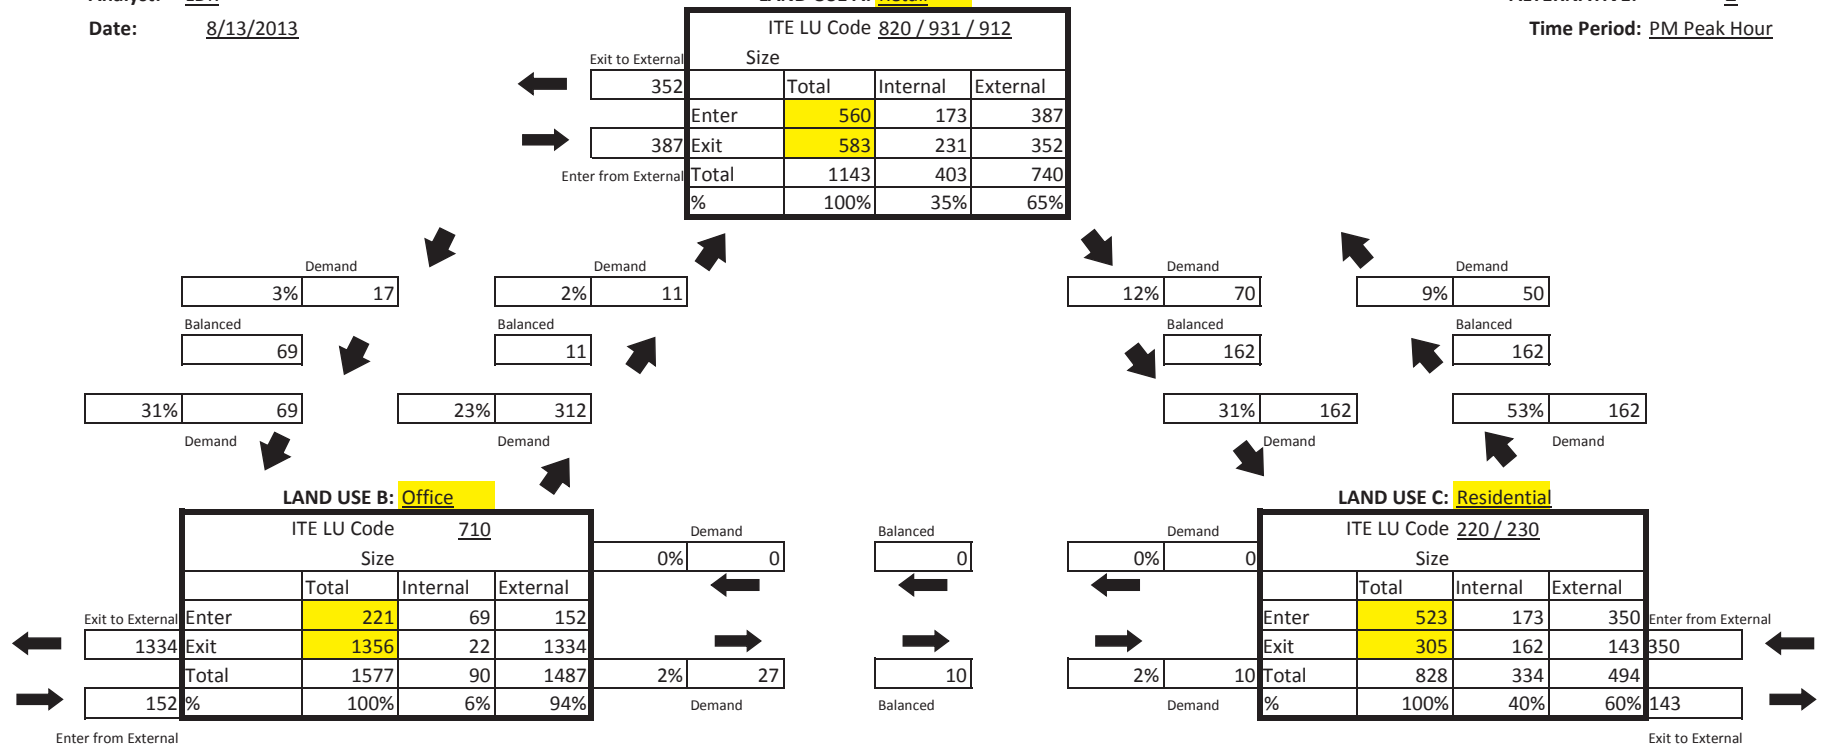 Analyst: LDH
LAND USE A: Retail
ALTERNATIVE:
Date: 8/13/2013
ITE LU Code 820 / 931 / 912
Time Period: PM Peak Hour
Exit to External Size
352 Total Internal External
Enter 560 173 387
387 Exit 583 231 352
Enter from External Total 1143 403 740
% 100% 35% 65%
Demand Demand Demand Demand
3% 17 2% 11 12% 70 9% 50
Balanced Balanced Balanced Balanced
69 11 162 162
31% 69 23% 312 31% 162 53% 162
Demand Demand Demand Demand
LAND USE B: Office LAND USE C: Residential
ITE LU Code 710 Demand Balanced Demand ITE LU Code 220 / 230
Size 0% 0 0 0% 0 Size
Total Internal External Total Internal External
Exit to External Enter 221 69 152 Enter 523 173 350 Enter from External
1334 Exit 1356 22 1334 Exit 305 162 143 350
Total 1577 90 1487 2% 27 10 2% 10 Total 828 334 494
152 % 100% 6% 94% Demand Balanced Demand % 100% 40% 60% 143
Enter from External Exit to External